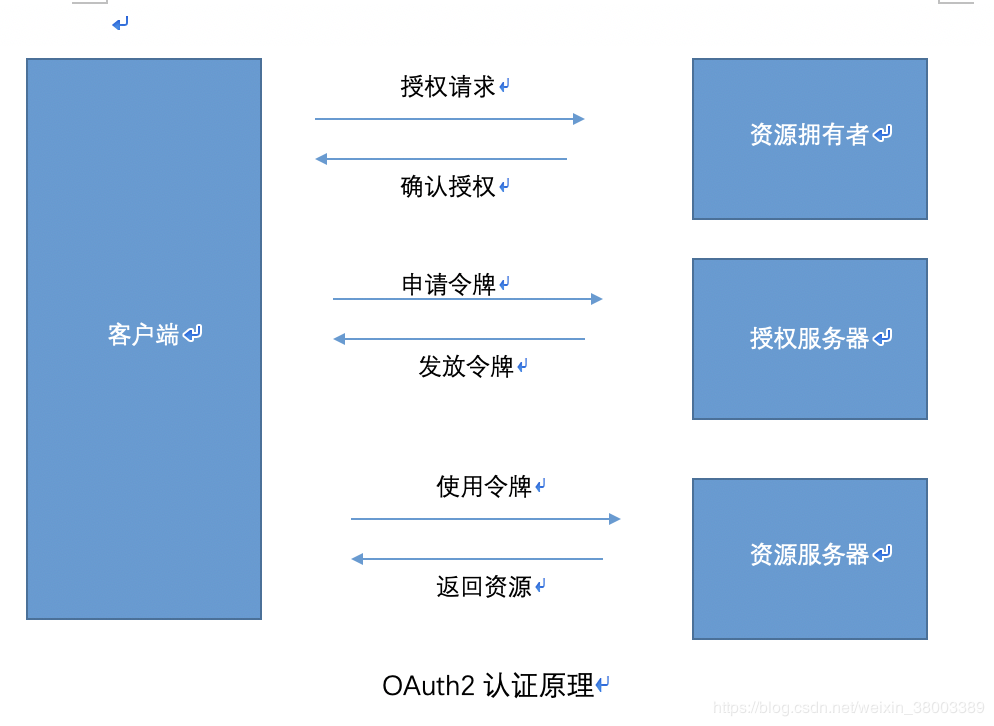 授权请求
资源拥有者
确认授权
申请令牌
客户端
授权服务器
发放令牌
使用令牌
资源服务器
返回资源
OAuth2 认证原理
https://blog.csdn.net/weixin_38003389